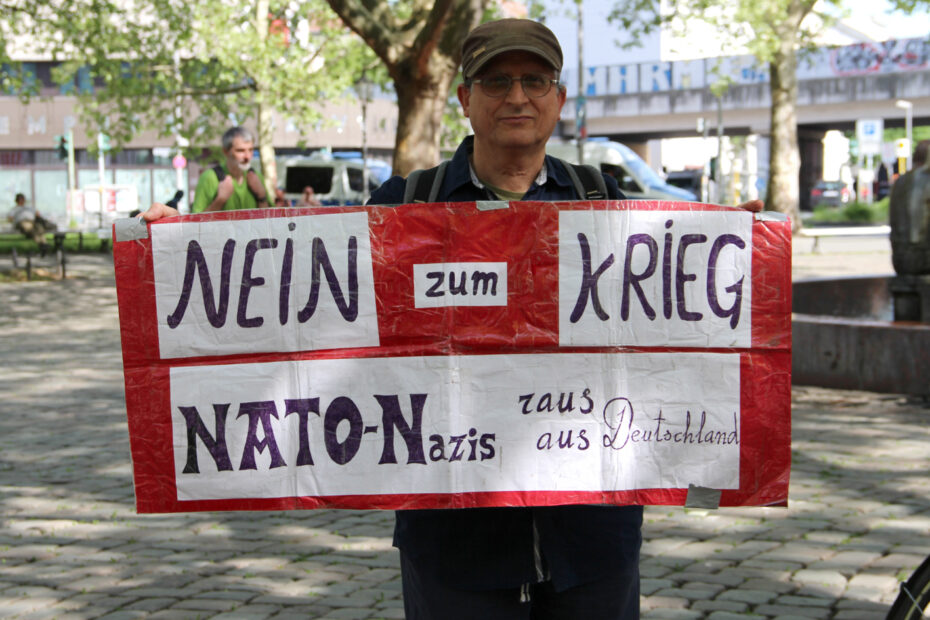 NEIN zum KRIEG
NATO-Nazis raus aus Deutschland
P